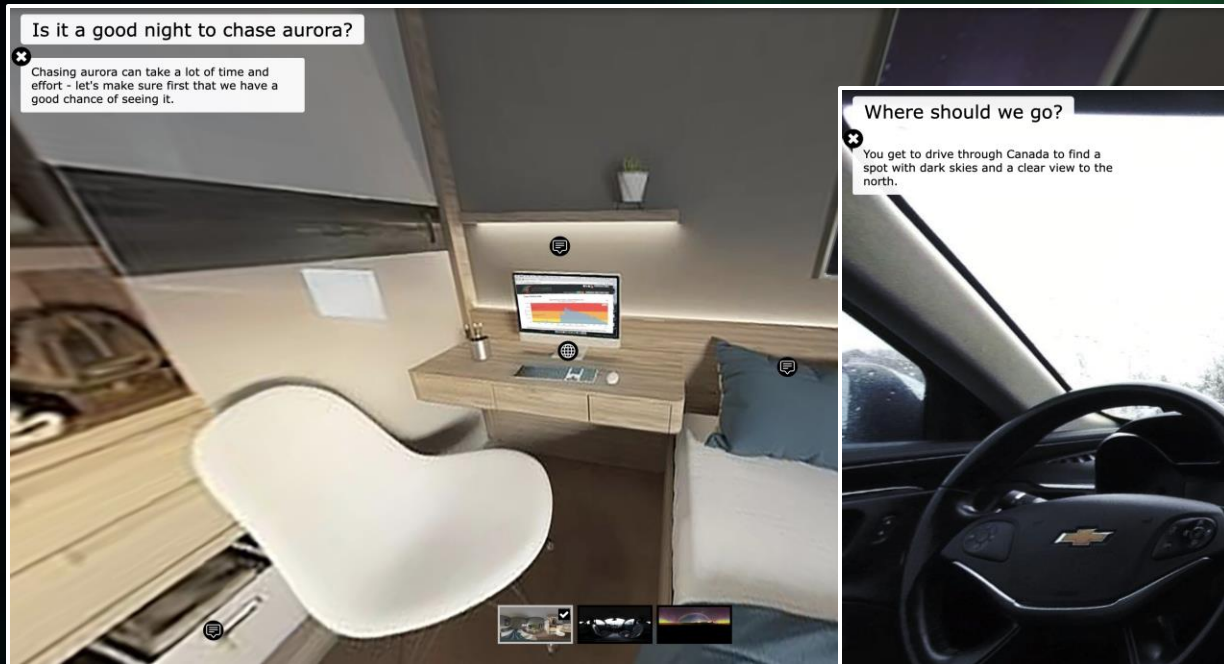 Is it a good night to chase aurora?
Chasing aurora can take a lot of time and
effort - let's make sure first that we have a
good chance of seeing it.
Where should we go?
You get to drive through Canada to find a
spot with dark skies and a clear view to the
north.